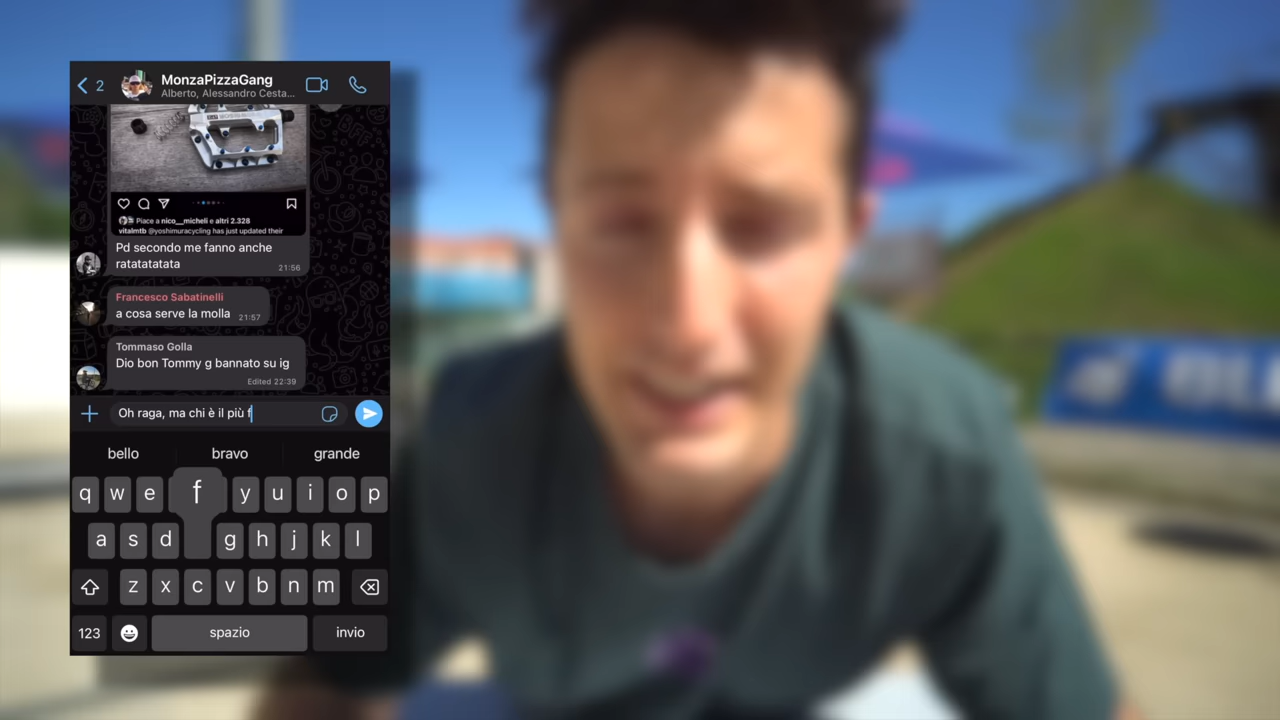 2
MonzaPizzaGang
Alberto, Alessandro Cesta...
Piace a nico__micheli e altri 2.328
vitalmtb @yoshimuracycling has just updated their
Pd secondo me fanno anche
ratatatatata
21:56
Francesco Sabatinelli
a cosa serve la molla 21:57
Tommaso Golla
Dio bon Tommy g bannato su ig
Edited 22:39
Oh raga, ma chi è il più f
bello bravo grande
q w e f y u i o p
a s d g h j k l
z x c v b n m
123 spazio invio